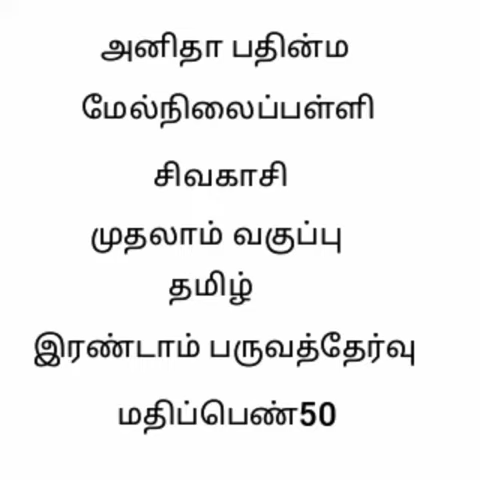 அனிதா பதின்ம
மேல்நிலைப்பள்ளி
சிவகாசி
முதலாம் வகுப்பு
தமிழ்
இரண்டாம் பருவத்தேர்வு
மதிப்பெண்50